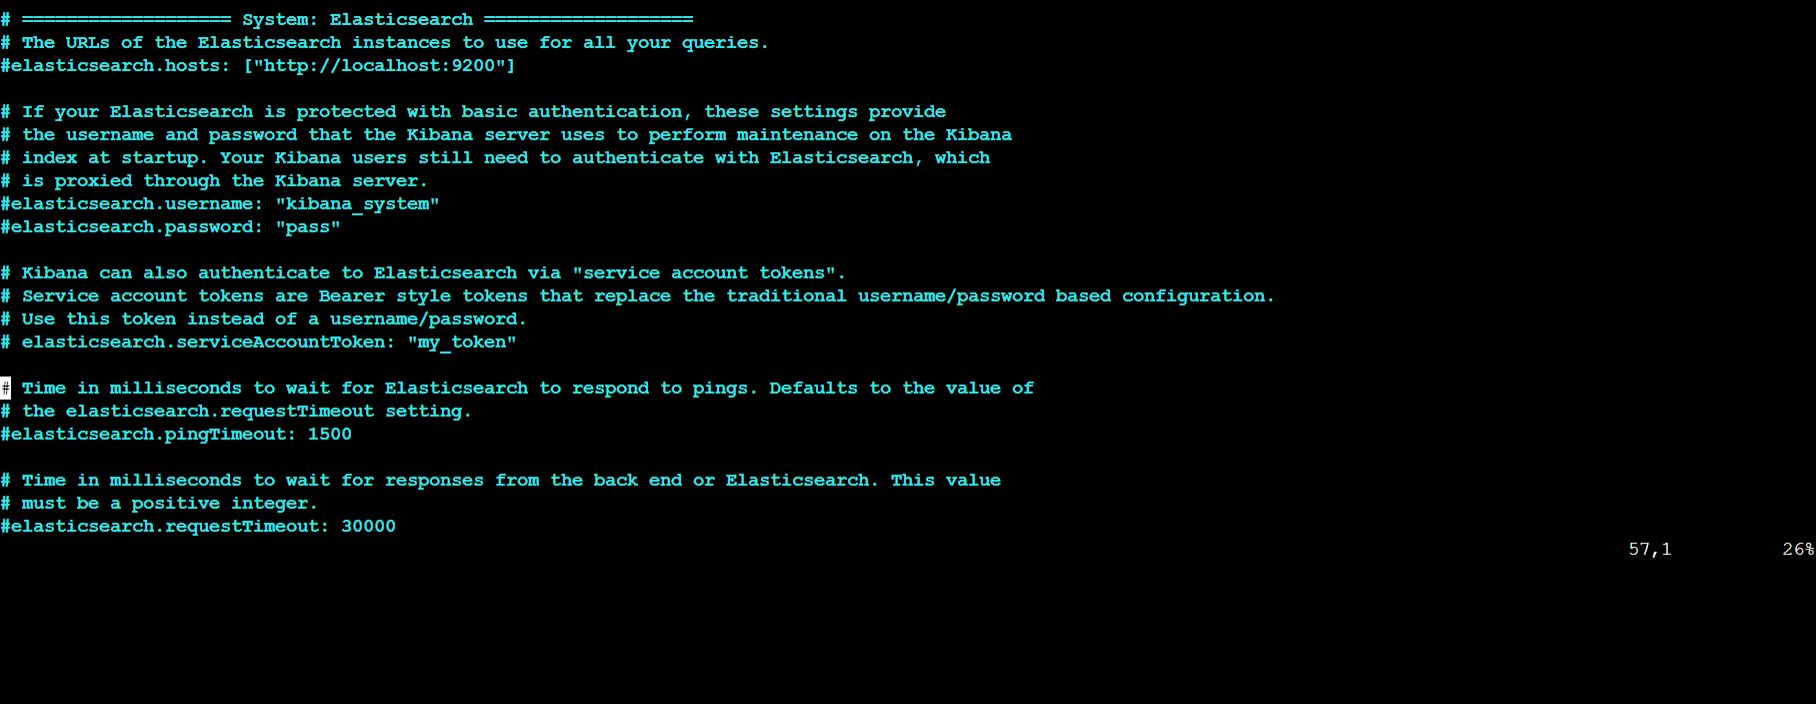 # =================== System: Elasticsearch ===================
# The URLs of the Elasticsearch instances to use for all your queries.
#elasticsearch.hosts: ["http://localhost:9200"]

# If your Elasticsearch is protected with basic authentication, these settings provide
# the username and password that the Kibana server uses to perform maintenance on the Kibana
# index at startup. Your Kibana users still need to authenticate with Elasticsearch, which
# is proxied through the Kibana server.
#elasticsearch.username: "kibana_system"
#elasticsearch.password: "pass"

# Kibana can also authenticate to Elasticsearch via "service account tokens".
# Service account tokens are Bearer style tokens that replace the traditional username/password based configuration.
# Use this token instead of a username/password.
# elasticsearch.serviceAccountToken: "my_token"

# Time in milliseconds to wait for Elasticsearch to respond to pings. Defaults to the value of
# the elasticsearch.requestTimeout setting.
#elasticsearch.pingTimeout: 1500

# Time in milliseconds to wait for responses from the back end or Elasticsearch. This value
# must be a positive integer.
#elasticsearch.requestTimeout: 30000
57,1 26%